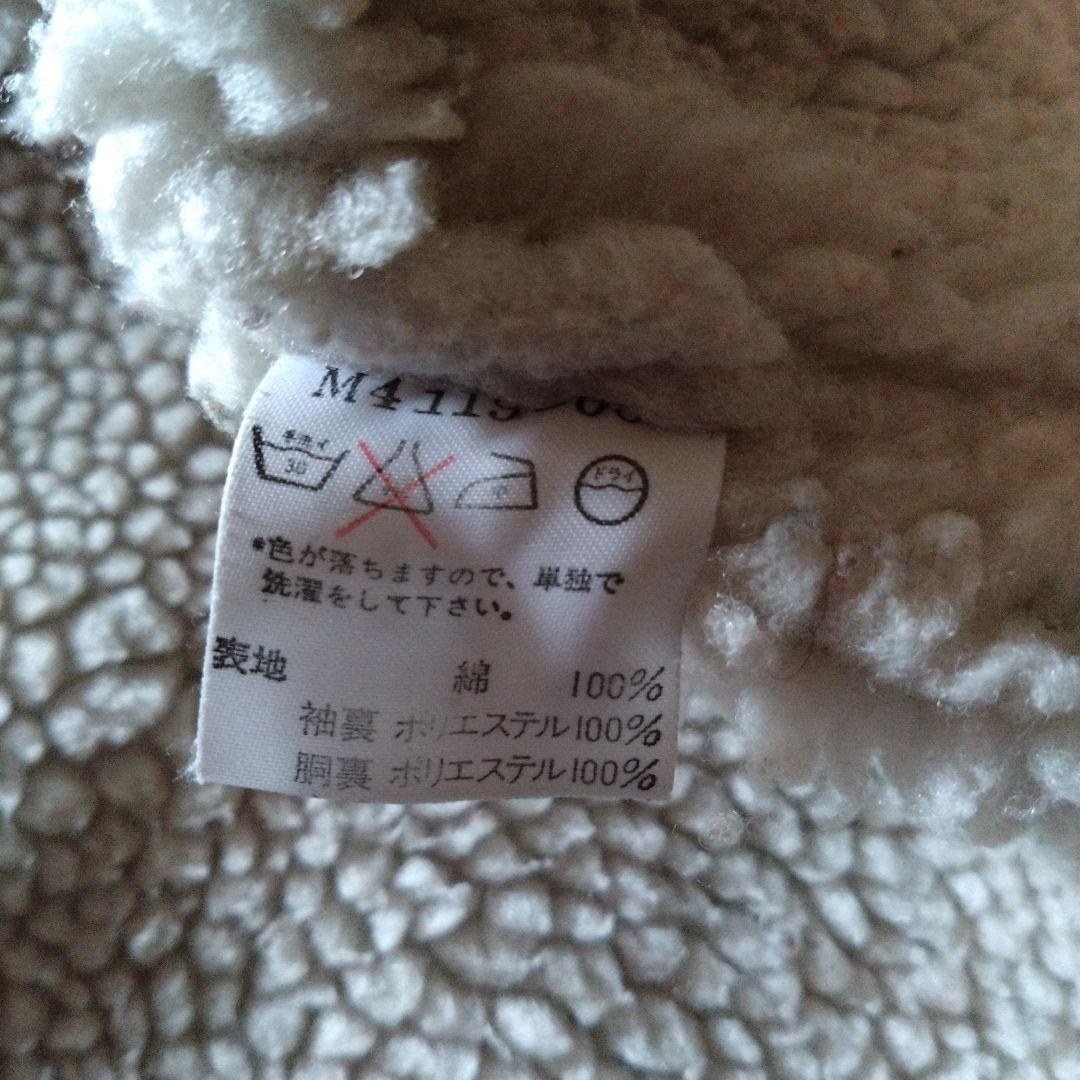 手洗イ
30
ドライ
*色が落ちますので、単独で
洗濯をして下さい。
表地 綿 100%
袖裏 ポリエステル100%
胴裏 ポリエステル100%